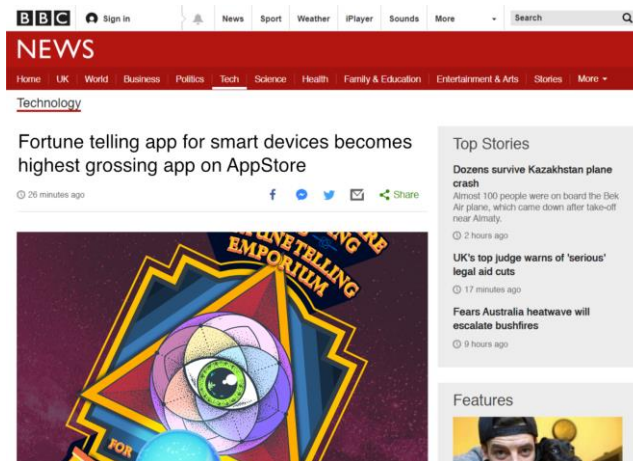 BBC Sign in News Sport Weather iPlayer Sounds More Search
NEWS
Home UK World Business Politics Tech Science Health Family & Education Entertainment & Arts Stories More
Technology
Fortune telling app for smart devices becomes
highest grossing app on AppStore
26 minutes ago
Share
FORTUNE TELLING
EMPORIUM
FOR
Top Stories
Dozens survive Kazakhstan plane
crash
Almost 100 people were on board the Bek
Air plane, which came down after take-off
near Almaty.
2 hours ago
UK's top judge warns of 'serious'
legal aid cuts
17 minutes ago
Fears Australia heatwave will
escalate bushfires
9 hours ago
Features